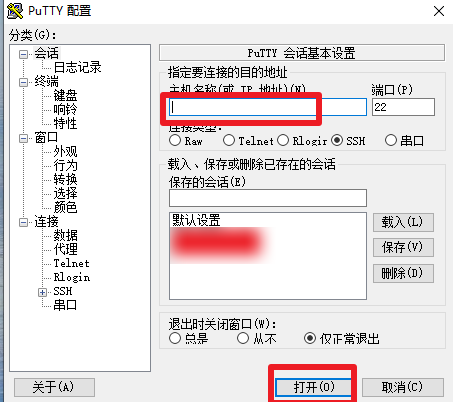 PuTTY 配置
分类(G):
会话
日志记录
终端
键盘
响铃
特性
窗口
外观
行为
转换
选择
颜色
连接
数据
代理
Telnet
Rlogin
SSH
串口
PuTTY 会话基本设置
指定要连接的目的地址
主机名称(或 IP 地址)(N) 端口(P)
22
连接类型:
Raw Telnet Rlogin SSH 串口
载入、保存或删除已存在的会话
保存的会话(E)
默认设置
载入(L)
保存(V)
删除(D)
退出时关闭窗口(W):
总是 从不 仅正常退出
关于(A) 打开(O) 取消(C)